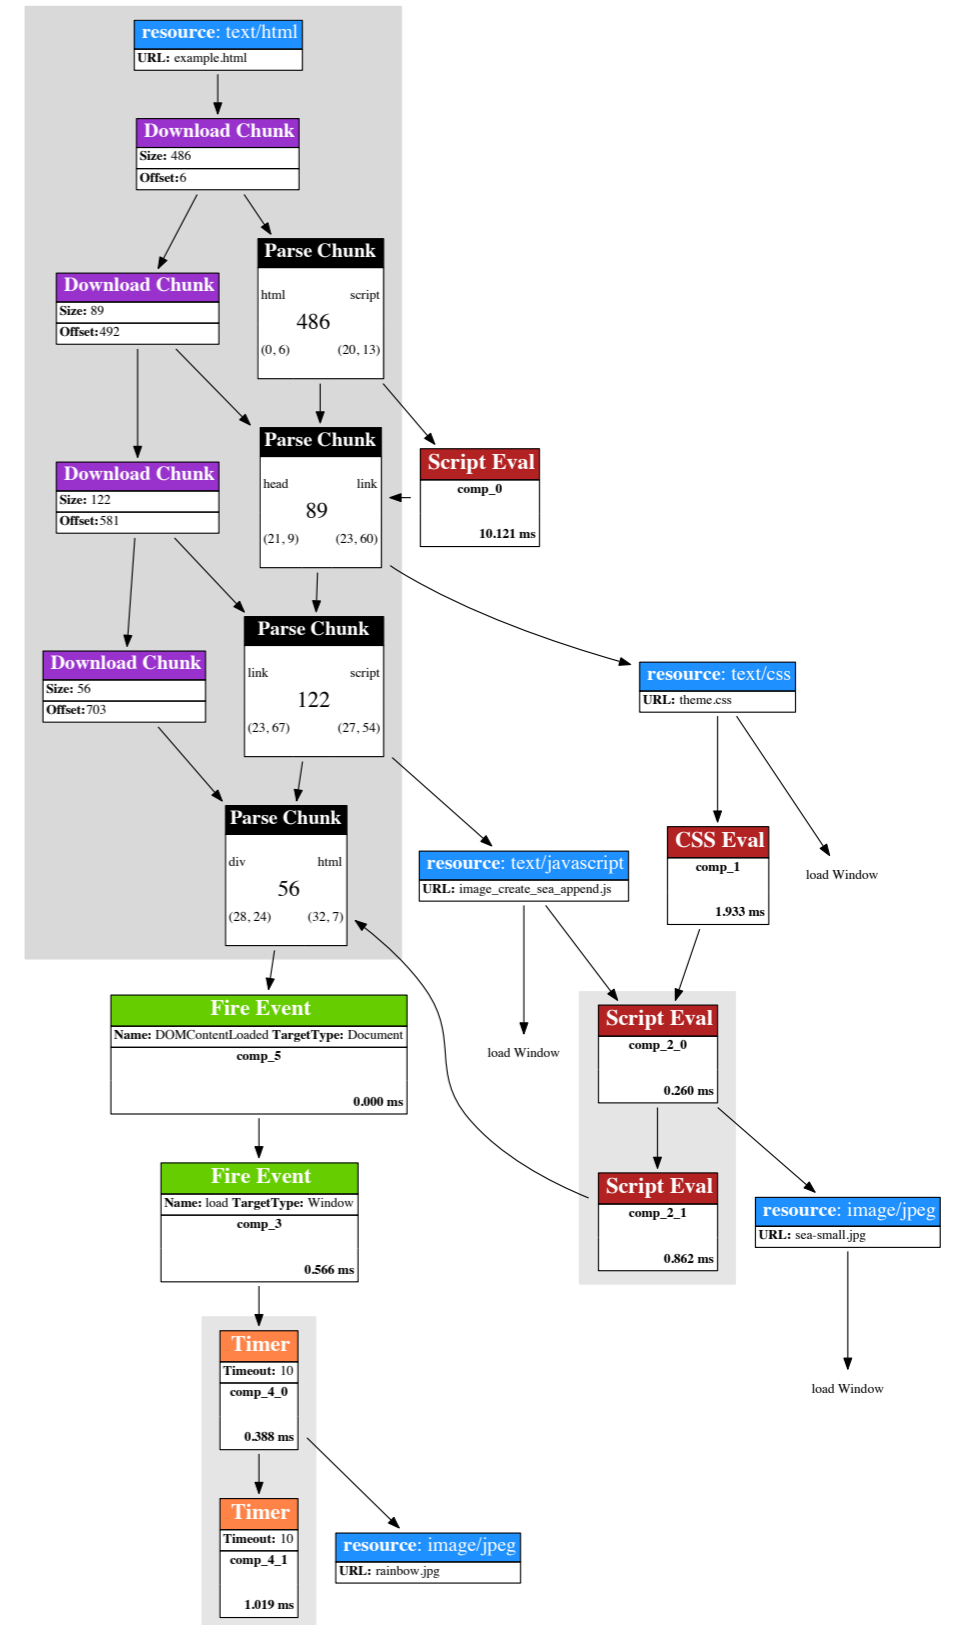 resource: text/html
URL: example.html
Download Chunk
Size: 486
Offset:6
Parse Chunk
html script
486
(0, 6) (20, 13)
Download Chunk
Size: 89
Offset:492
Parse Chunk
head link
89
(21, 9) (23, 60)
Script Eval
comp_0
10.121 ms
Download Chunk
Size: 122
Offset:581
Parse Chunk
link script
122
(23, 67) (27, 54)
Download Chunk
Size: 56
Offset:703
resource: text/css
URL: theme.css
Parse Chunk
div html
56
(28, 24) (32, 7)
resource: text/javascript
URL: image_create_sea_append.js
CSS Eval
comp_1
1.933 ms
load Window
Fire Event
Name: DOMContentLoaded TargetType: Document
comp_5
0.000 ms
load Window
Script Eval
comp_2_0
0.260 ms
Fire Event
Name: load TargetType: Window
comp_3
0.566 ms
Script Eval
comp_2_1
0.862 ms
resource: image/jpeg
URL: sea-small.jpg
load Window
Timer
Timeout: 10
comp_4_0
0.388 ms
Timer
Timeout: 10
comp_4_1
1.019 ms
resource: image/jpeg
URL: rainbow.jpg